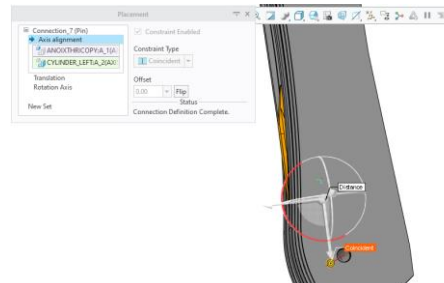 Placement
Connection_7 (Pin)
Axis alignment
ANOIXTHRICOPY:A_1(A
CYLINDER_LEFT:A_2(AXI
Translation
Rotation Axis
New Set
Constraint Enabled
Constraint Type
Coincident
Offset
0.00
Flip
Status
Connection Definition Complete.
Distance
Coincident